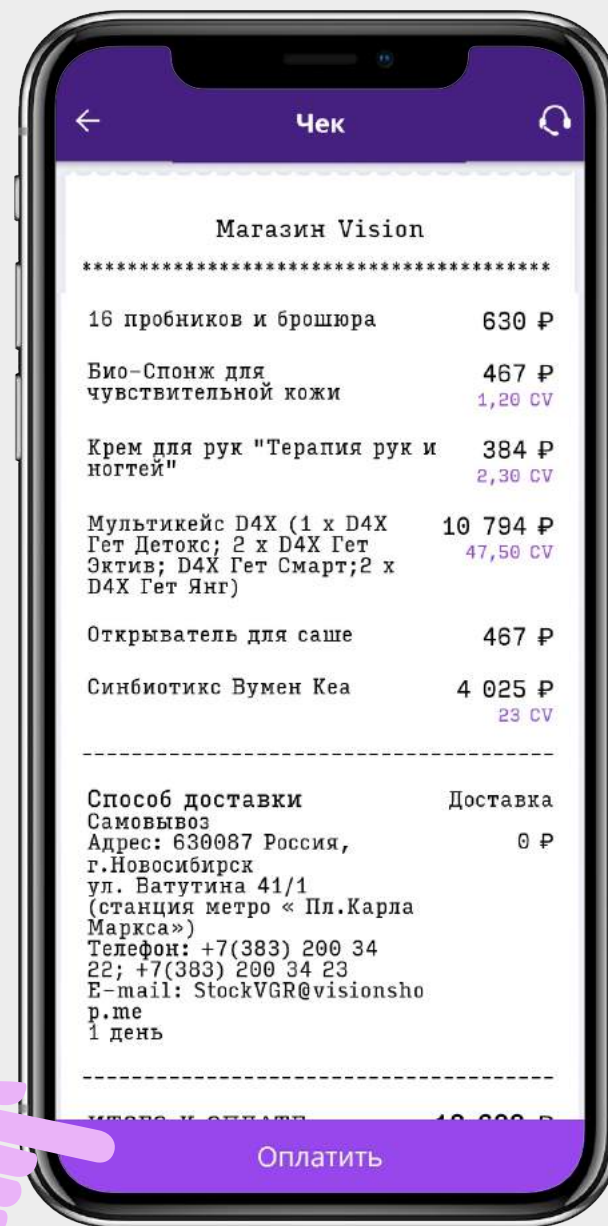 Чек
Магазин Vision
*****************************************
16 пробников и брошюра 630 ₽
Био-Спонж для 467 ₽
чувствительной кожи 1,20 CV
Крем для рук "Терапия рук и 384 ₽
ногтей" 2,30 CV
Мультикейс D4X (1 x D4X 10 794 ₽
Гет Детокс; 2 x D4X Гет 47,50 CV
Эктив; D4X Гет Смарт;2 x
D4X Гет Янг)
Открыватель для саше 467 ₽
Синбиотикс Вумен Кеа 4 025 ₽
23 CV
Способ доставки Доставка
Самовывоз
Адрес: 630087 Россия, 0 ₽
г.Новосибирск
ул. Ватутина 41/1
(станция метро « Пл.Карла
Маркса»)
Телефон: +7(383) 200 34
22; +7(383) 200 34 23
E-mail: StockVGR@visionsho
p.me
1 день
Оплатить